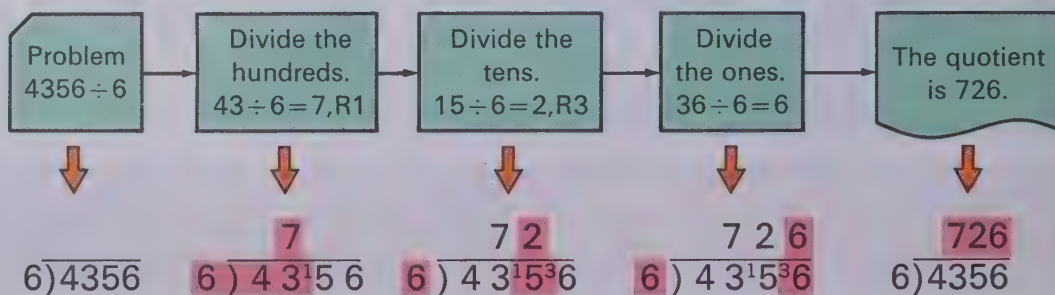 Problem
4356÷6
Divide the
hundreds.
43÷6=7,R1
Divide the
tens.
15÷6=2,R3
Divide
the ones.
36÷6=6
The quotient
is 726.
6)4356
7
6)43¹56
72
6)43¹5³6
726
6)43¹5³6
726
6)4356